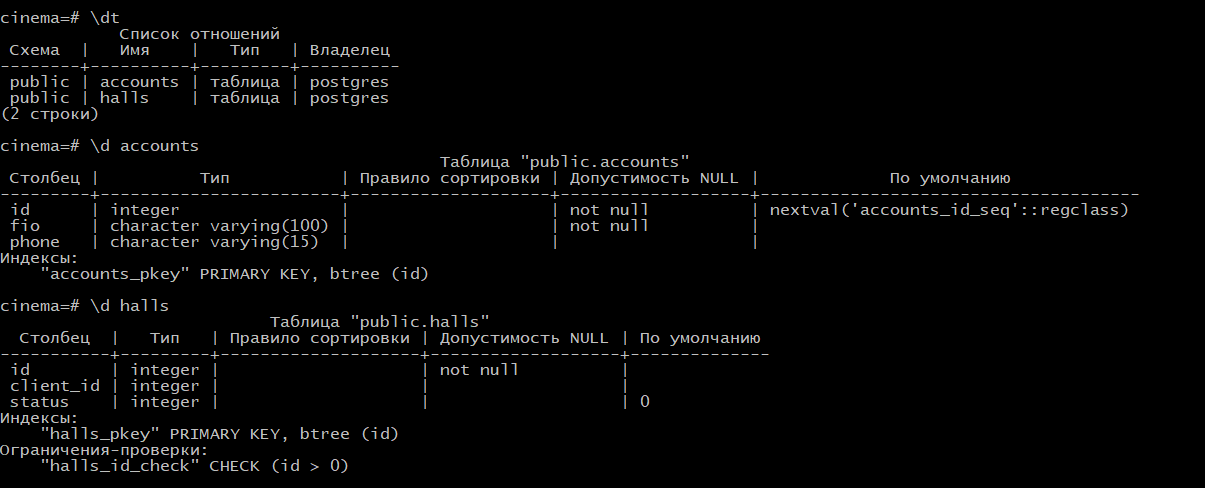 cinema=# \dt
            Список отношений
 Схема  |   Имя    |   Тип   | Владелец
--------+----------+---------+----------
 public | accounts | таблица | postgres
 public | halls    | таблица | postgres
(2 строки)
cinema=# \d accounts
                                            Таблица "public.accounts"
 Столбец |          Тип           | Правило сортировки | Допустимость NULL |             По умолчанию
---------+------------------------+--------------------+-------------------+--------------------------------------
 id      | integer                |                    | not null          | nextval('accounts_id_seq'::regclass)
 fio     | character varying(100) |                    | not null          |
 phone   | character varying(15)  |                    |                   |
Индексы:
    "accounts_pkey" PRIMARY KEY, btree (id)
cinema=# \d halls
                           Таблица "public.halls"
  Столбец  |   Тип   | Правило сортировки | Допустимость NULL | По умолчанию
-----------+---------+--------------------+-------------------+--------------
 id        | integer |                    | not null          |
 client_id | integer |                    |                   |
 status    | integer |                    |                   | 0
Индексы:
    "halls_pkey" PRIMARY KEY, btree (id)
Ограничения-проверки:
    "halls_id_check" CHECK (id > 0)